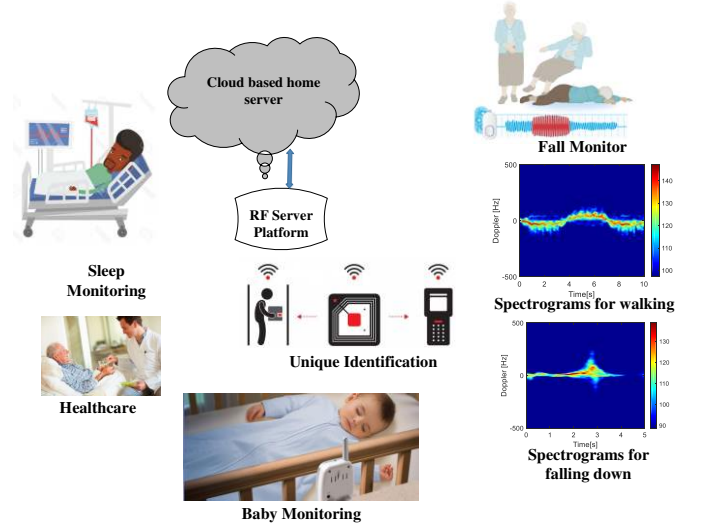 Cloud based home
server
Fall Monitor
RF Server
Platform
Sleep
Monitoring
500
0
-500
Doppler [Hz]
0 2 4 6 8 10
Time[s]
140
130
120
110
100
Spectrograms for walking
Unique Identification
Healthcare
500
0
-500
Doppler [Hz]
0 1 2 3 4 5
Time[s]
130
120
110
100
90
Spectrograms for
falling down
Baby Monitoring